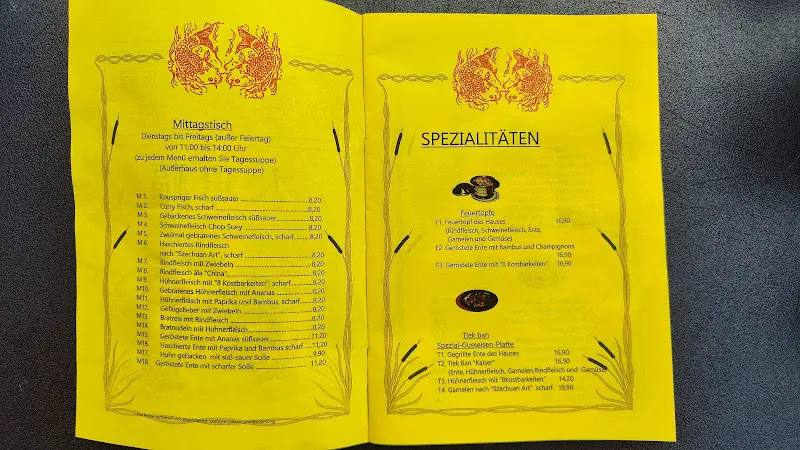 Mittagstisch
Dienstags bis Freitags (außer Feiertag)
von 11:00 bis 14:00 Uhr
(zu jedem Menü erhalten Sie Tagessuppe)
(Außerhaus ohne Tagessuppe)
M 1. Knuspriger Fisch süßsauer 8,20
M 2. Curry Fisch, scharf 8,20
M 3. Gebackenes Schweinefleisch süßsauer 8,20
M 4. Schweinefleisch Chop Suey 8,20
M 5. Zweimal gebratenes Schweinefleisch, scharf 8,20
M 6. Haschiertes Rindfleisch
nach "Szechuan Art", scharf 8,20
M 7. Rindfleisch mit Zwiebeln 8,20
M 8. Rindfleisch àla "China" 8,20
M 9. Hühnerfleisch mit "8 Kostbarkeiten", scharf 8,20
M10. Gebratenes Hühnerfleisch mit Ananas 8,20
M11. Hühnerfleisch mit Paprika und Bambus, scharf 8,20
M12. Geflügelleber mit Zwiebeln 8,20
M13. Bratreis mit Rindfleisch 8,20
M14. Bratnudeln mit Hühnerfleisch 8,20
M15. Geröstete Ente mit Ananas süßsauer 11,20
M16. Haschierte Ente mit Paprika und Bambus scharf 11,20
M17. Huhn gebacken mit süß-sauer Soße 9,90
M18. Geröstete Ente mit scharfer Soße 11,20
SPEZIALITÄTEN
Feuertöpfe
F1. Feuertopf des Hauses 16,90
(Rindfleisch, Schweinefleisch, Ente,
Garnelen und Gemüse)
F2. Geröstete Ente mit Bambus und Champignons
16,90
F3. Geröstete Ente mit "8 Kostbarkeiten" 16,90
Tiek ban
Spezial-Gusseisen-Platte
T1. Gegrillte Ente des Hauses 16,90
T2. Tiek Ban "Kaiser" 16,90
(Ente, Hühnerfleisch, Garnelen,Rindfleisch und Gemüse)
T3. Hühnerfleisch mit "8kostbarkeiten" 14,20
T4. Garnelen nach "Szechuan Art" scharf 18,90